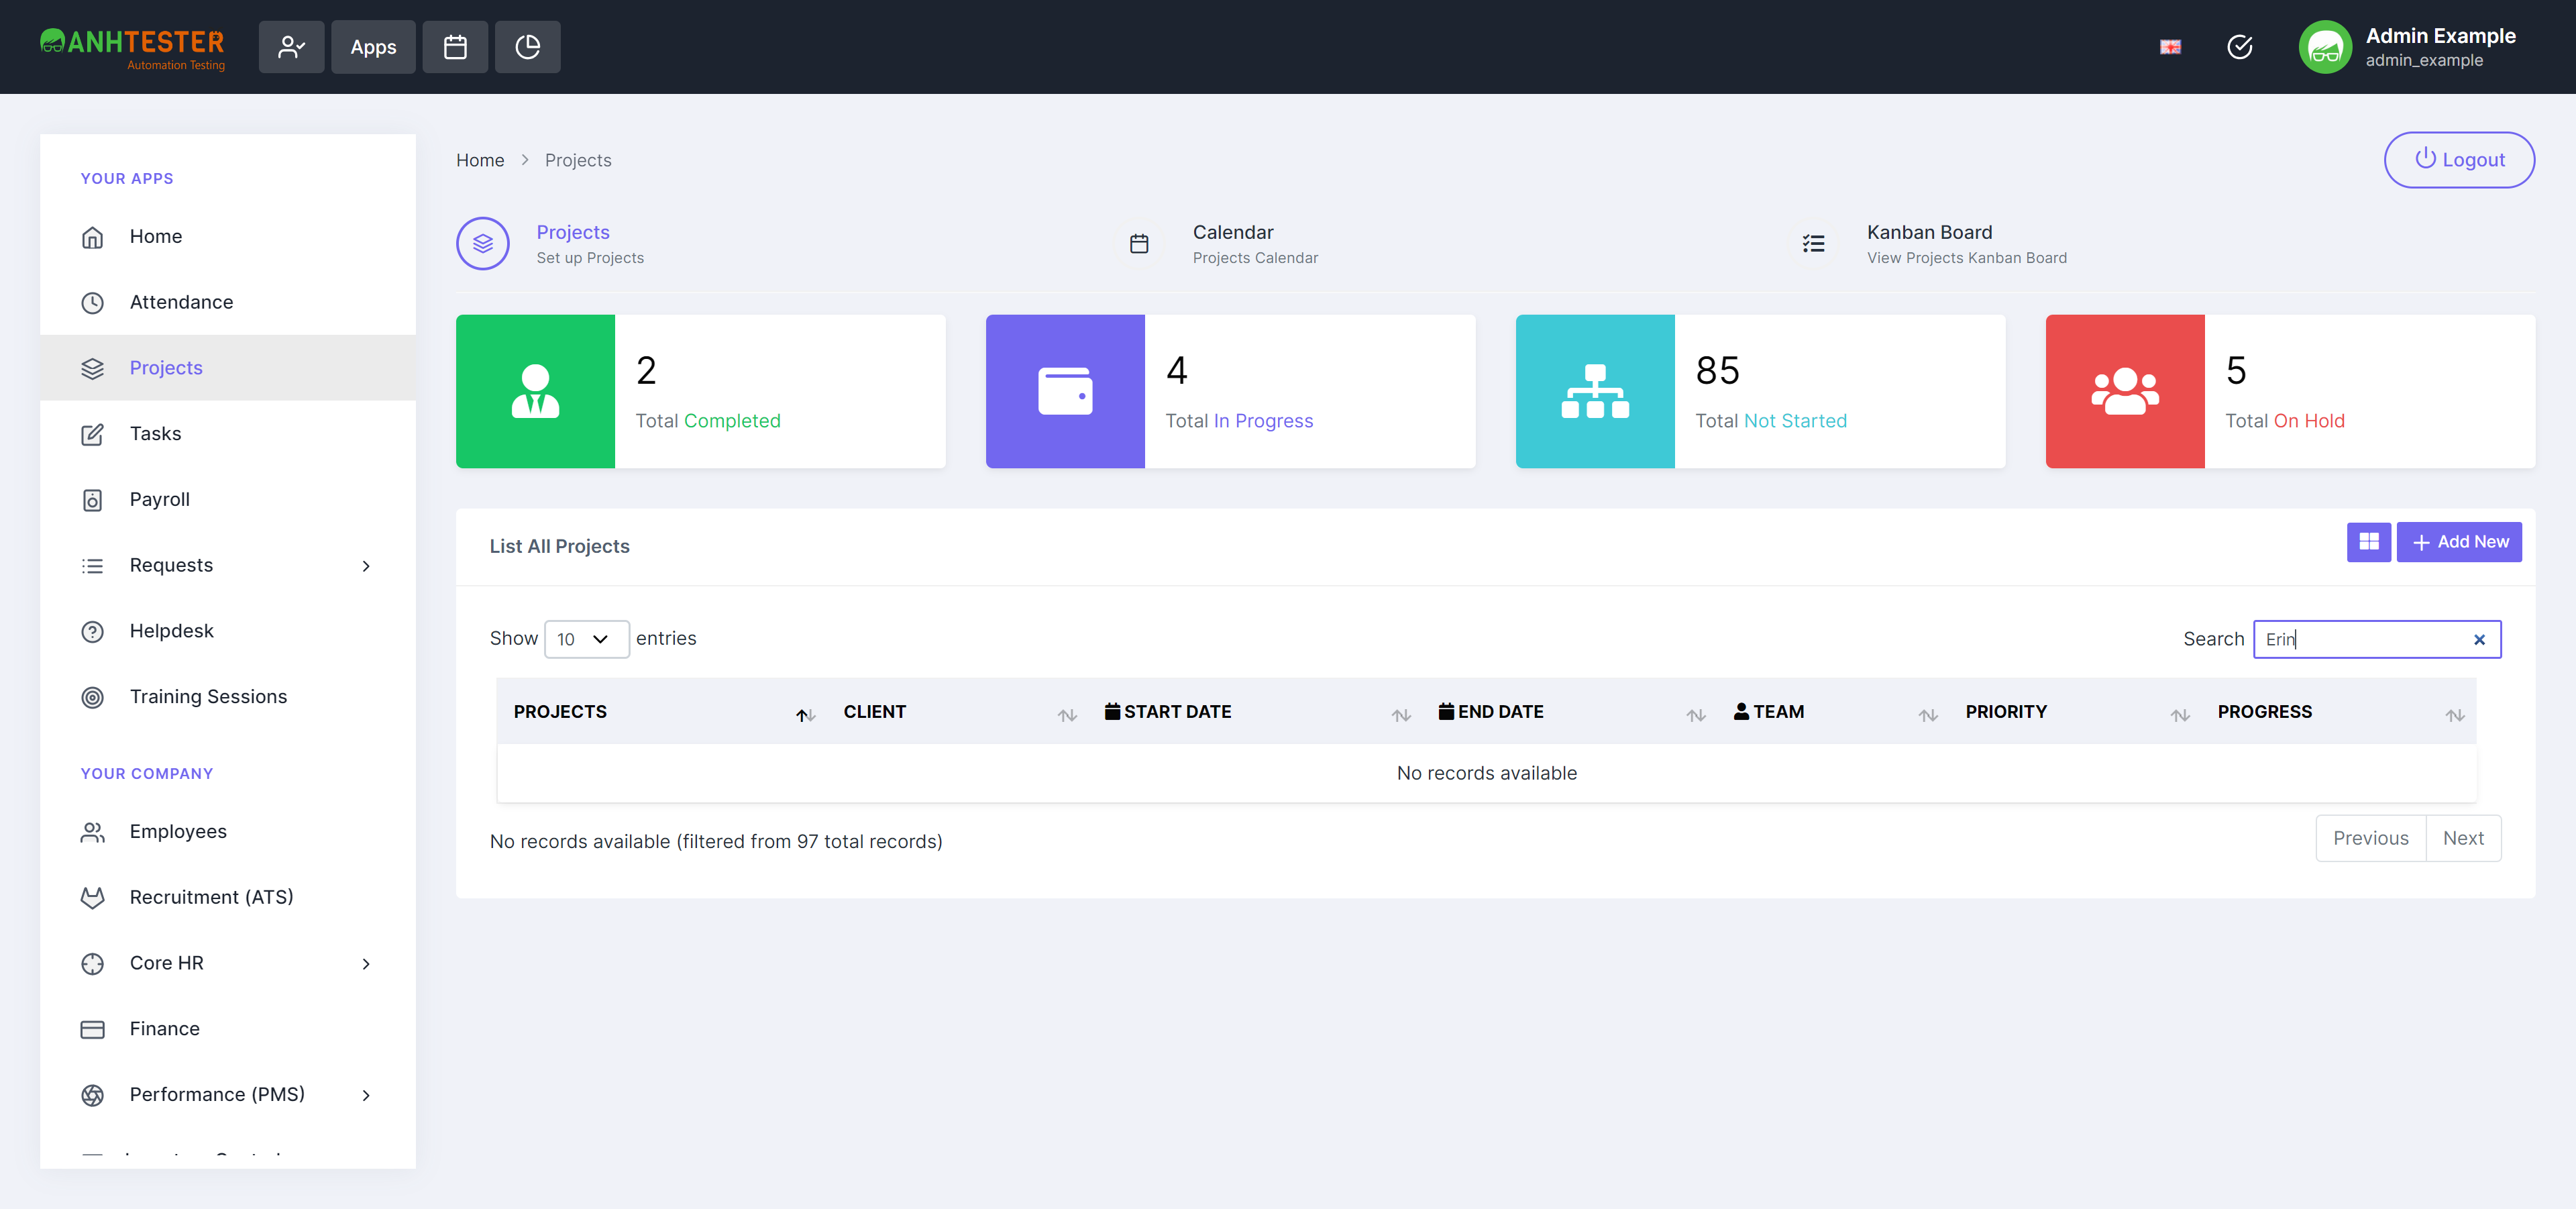 ANHTESTER
Automation Testing
Apps
Admin Example
admin_example
YOUR APPS
Home
Attendance
Projects
Tasks
Payroll
Requests
Helpdesk
Training Sessions
YOUR COMPANY
Employees
Recruitment (ATS)
Core HR
Finance
Performance (PMS)
Home > Projects
Logout
Projects
Set up Projects
Calendar
Projects Calendar
Kanban Board
View Projects Kanban Board
2
Total Completed
4
Total In Progress
85
Total Not Started
5
Total On Hold
List All Projects
Add New
Show 10 entries
Search Erin
PROJECTS CLIENT START DATE END DATE TEAM PRIORITY PROGRESS
No records available
No records available (filtered from 97 total records)
Previous Next